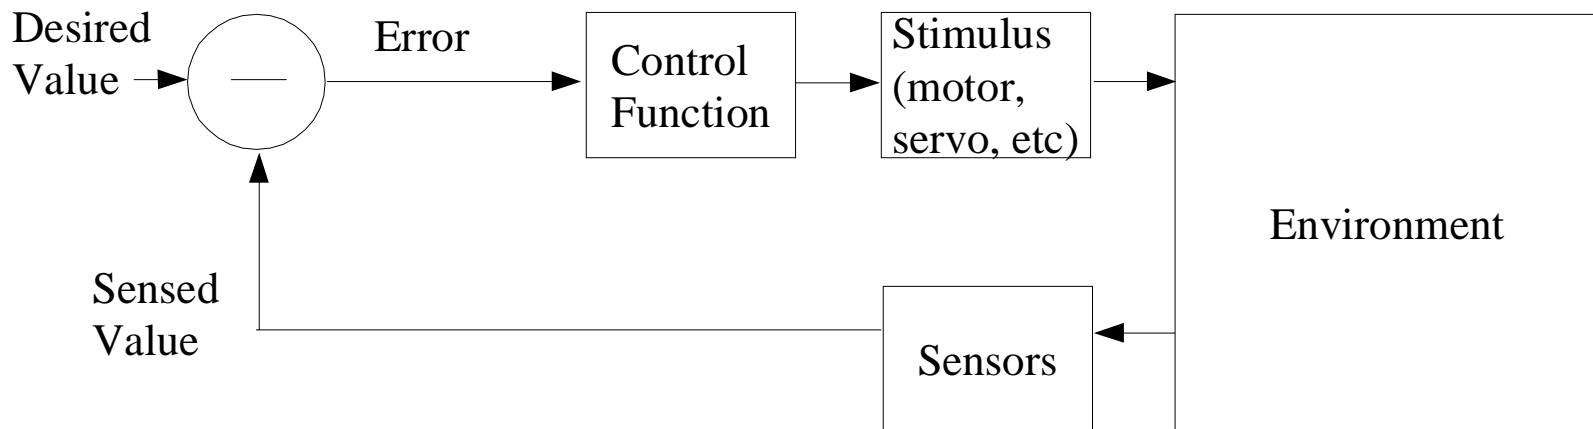 Desired
Value
Error
Control
Function
Stimulus
(motor,
servo, etc)
Environment
Sensed
Value
Sensors